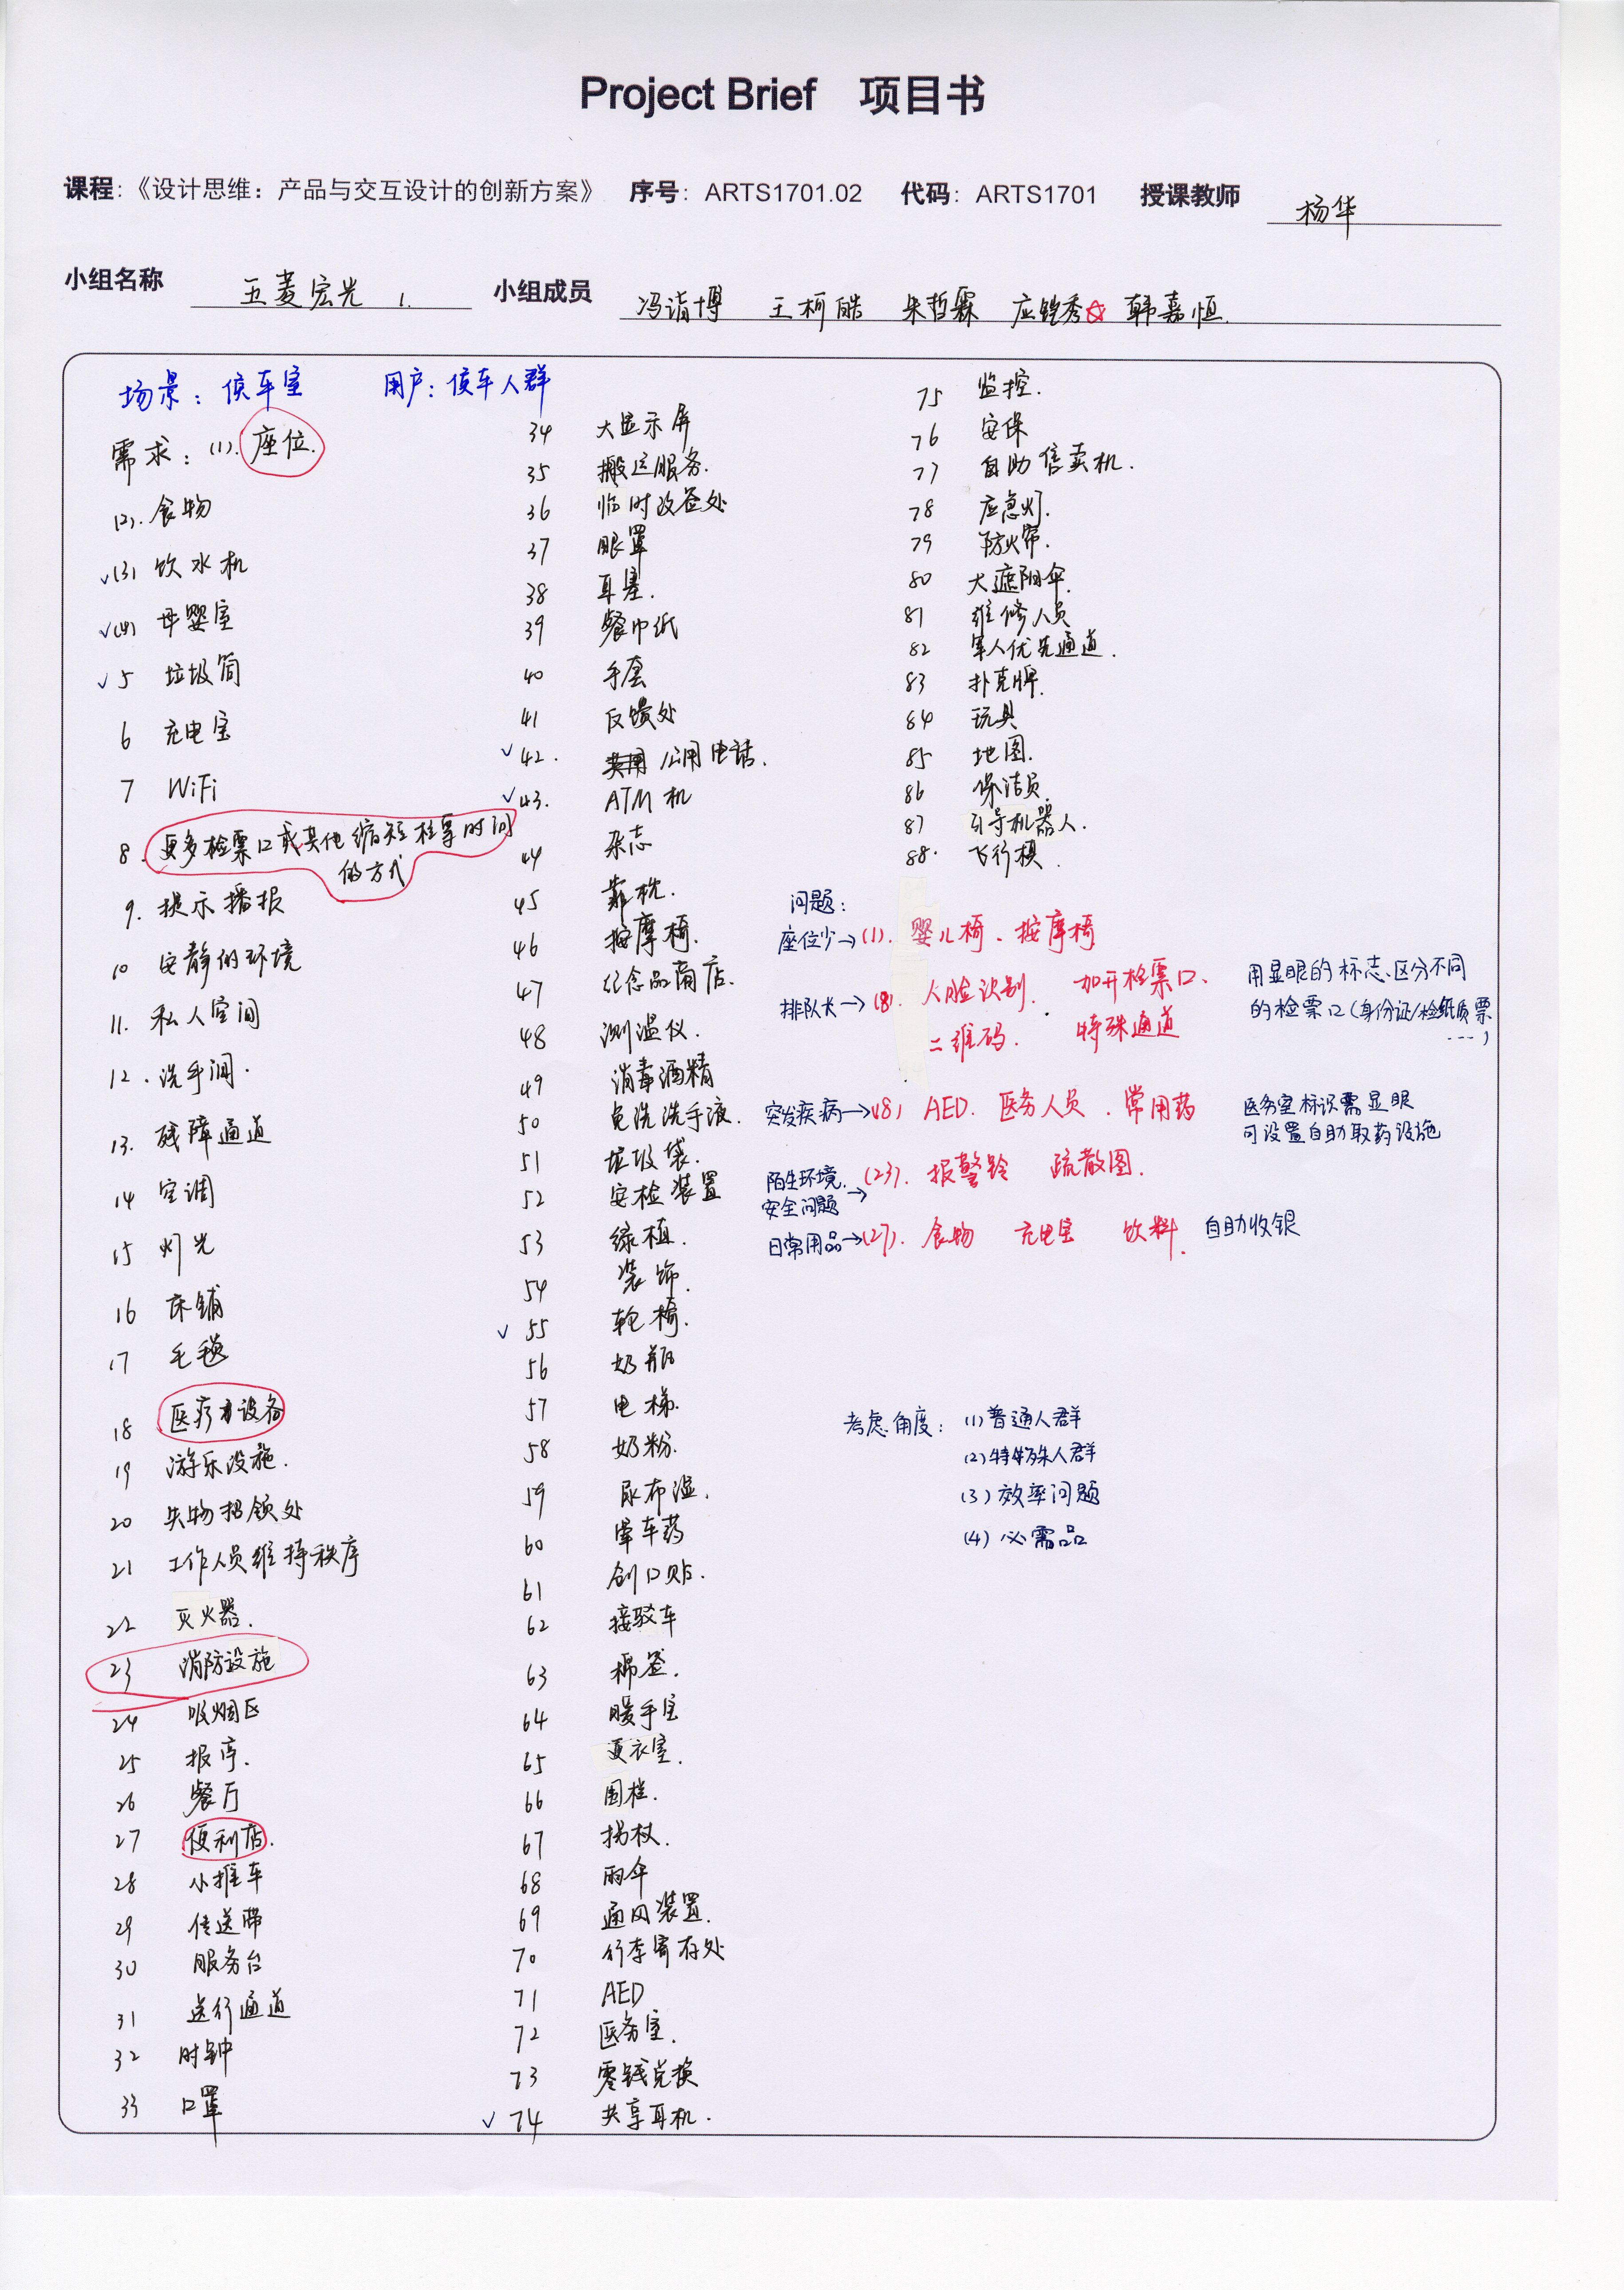 Project Brief 项目书
课程:《设计思维：产品与交互设计的创新方案》 序号: ARTS1701.02 代码: ARTS1701 授课教师 杨华
小组名称 五菱宏光 1. 小组成员 冯诣博 王柯皓 朱哲霖 应铠秀 韩嘉恒
场景：侯车室 用户：侯车人群
需求：(1). 座位.
(2). 食物
✓(3) 饮水机
✓(4) 母婴室
✓ 5 垃圾筒
6 充电宝
7 WiFi
8. 更多检票口或其他缩短检票时间
的方式
9. 提示播报
10 安静的环境
11. 私人空间
12. 洗手间.
13. 残障通道
14 空调
15 灯光
16 床铺
17 毛毯
18 医疗设备
19 游乐设施.
20 失物招领处
21 工作人员维持秩序
22 灭火器.
23 消防设施
24 吸烟区
25 报亭.
26 餐厅
27 便利店.
28 小推车
29 传送带
30 服务台
31 送行通道
32 时钟
33 口罩
34 大显示屏
35 搬运服务.
36 临时改签处
37 眼罩
38 耳塞.
39 餐巾纸
40 手套
41 反馈处
✓ 42. 公用电话.
✓ 43. ATM机
44 杂志
45 靠枕.
46 按摩椅.
47 纪念品商店.
48 测温仪.
49 消毒酒精
50 免洗洗手液.
51 垃圾袋.
52 安检装置
53 绿植.
54 装饰.
✓ 55 轮椅.
56 奶瓶
57 电梯.
58 奶粉.
59 尿布湿.
60 晕车药
61 创口贴.
62 接驳车
63 棉签.
64 暖手宝
65 更衣室.
66 围栏.
67 拐杖.
68 雨伞
69 通风装置.
70 行李寄存处
71 AED
72 医务室.
73 零钱兑换
✓ 74 共享耳机.
75 监控.
76 安保
77 自助售卖机.
78 应急灯.
79 防火帘.
80 大遮阳伞.
81 维修人员
82 军人优先通道.
83 扑克牌.
84 玩具
85 地图.
86 保洁员.
87 引导机器人.
88. 飞行模
问题：
座位少→(1). 婴儿椅、按摩椅
排队长→(8). 人脸识别. 加开检票口、
二维码. 特殊通道
用显眼的标志、区分不同
的检票口(身份证/检纸质票
...)
突发疾病→(18) AED. 医务人员. 常用药
医务室标识需显眼
可设置自助取药设施
陌生环境.
安全问题→(23). 报警铃 疏散图.
日常用品→(27). 食物 充电宝 饮料. 自助收银
考虑角度：(1)普通人群
(2)特殊人群
(3)效率问题
(4)必需品